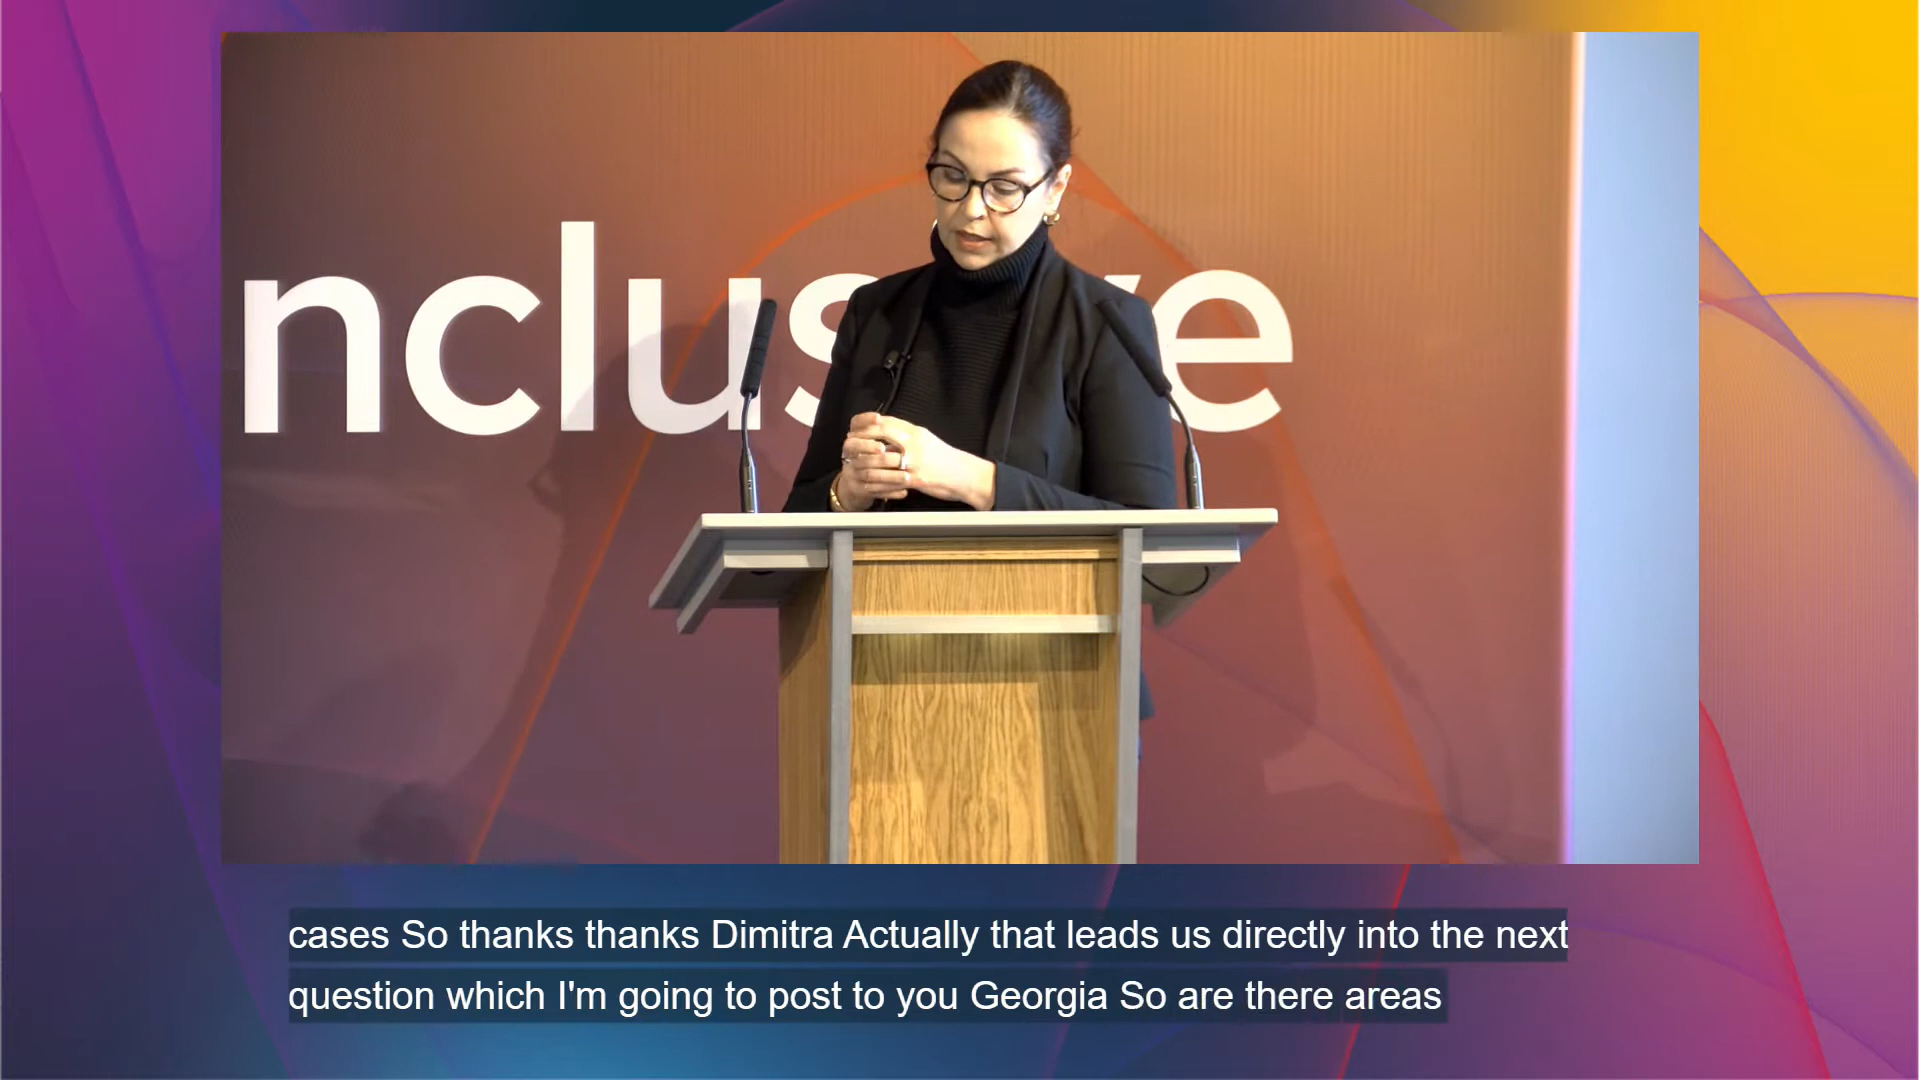 nclusive
cases So thanks thanks Dimitra Actually that leads us directly into the next
question which I'm going to post to you Georgia So are there areas